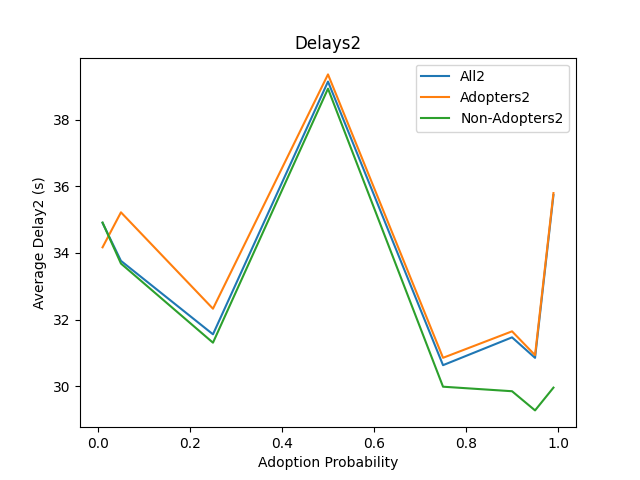 Delays2
All2
Adopters2
Non-Adopters2
Average Delay2 (s)
38
36
34
32
30
0.0 0.2 0.4 0.6 0.8 1.0
Adoption Probability